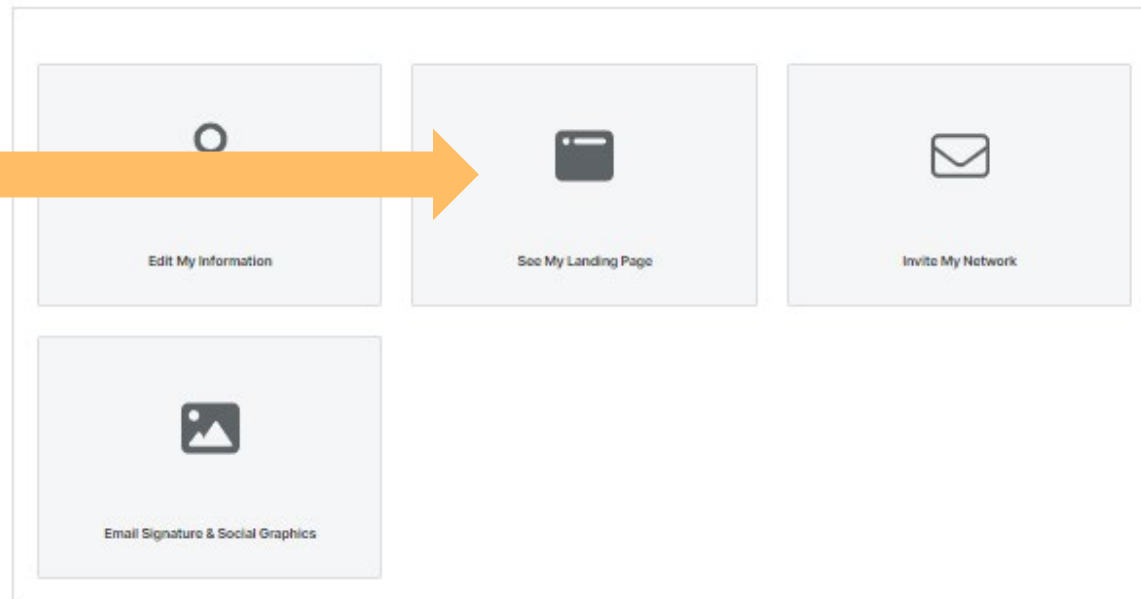 Edit My Information
See My Landing Page
Invite My Network
Email Signature & Social Graphics